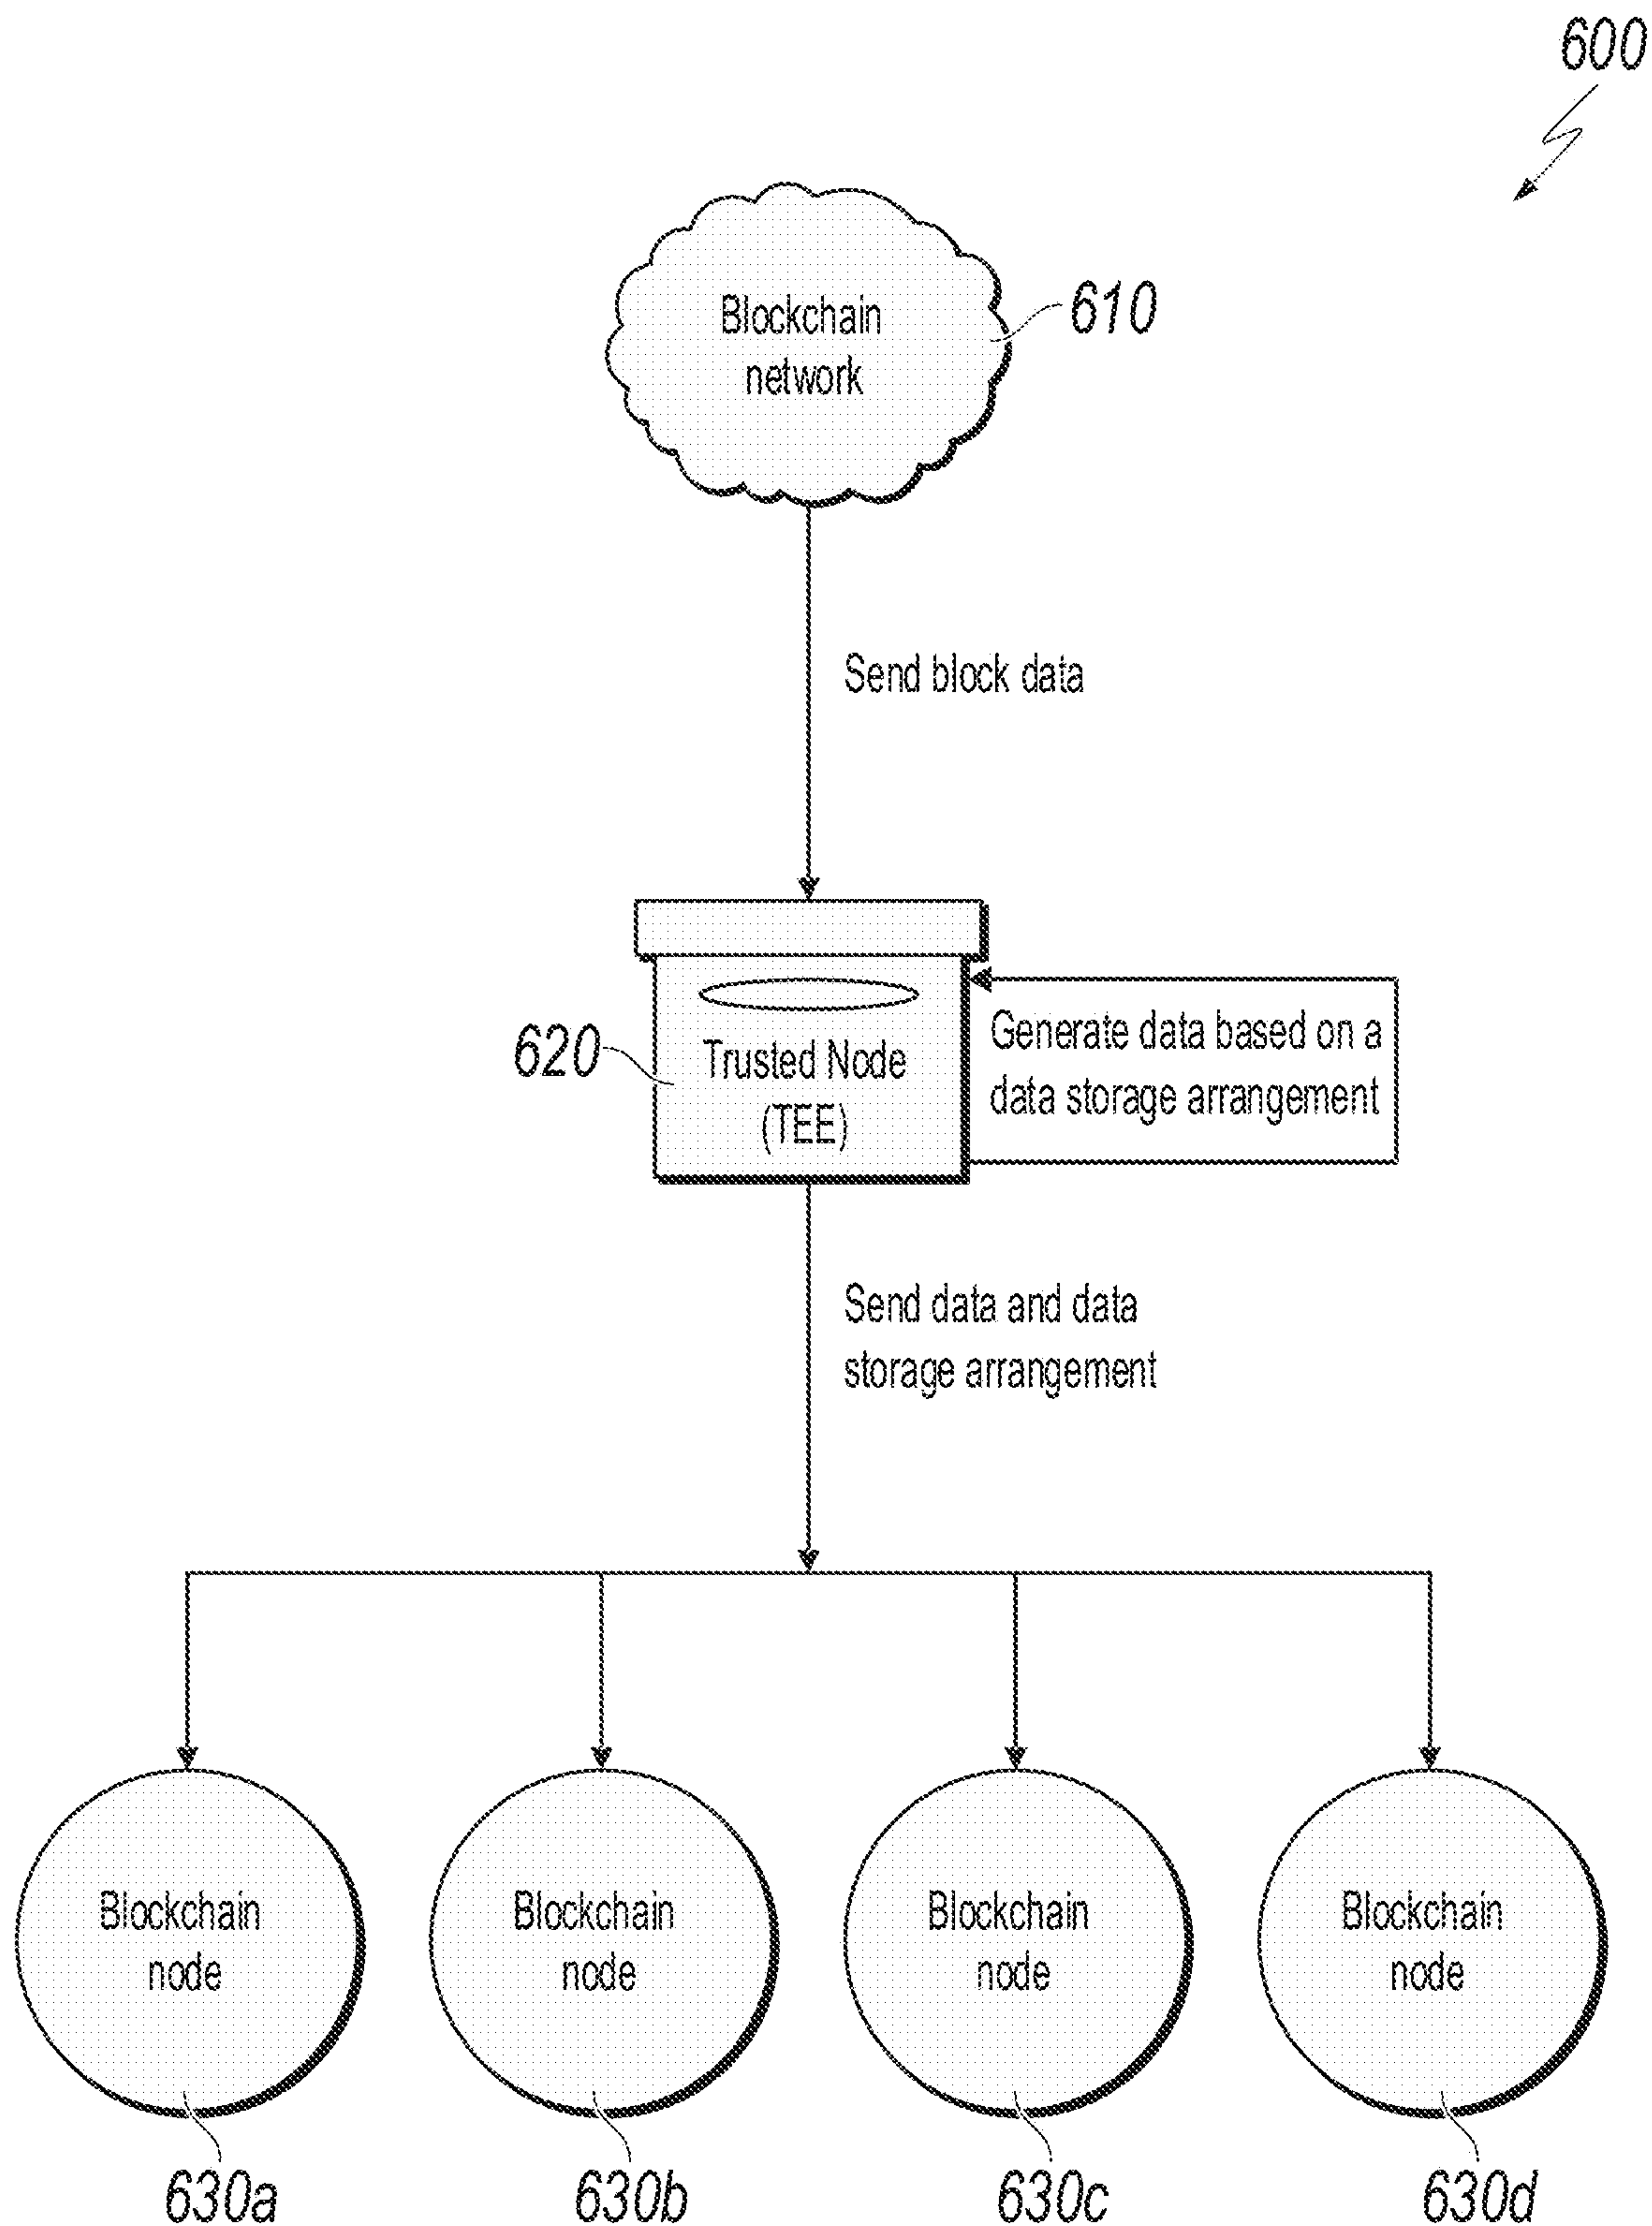 600
Blockchain
network
610
Send block data
620
Trusted Node
(TEE)
Generate data based on a
data storage arrangement
Send data and data
storage arrangement
Blockchain
node
Blockchain
node
Blockchain
node
Blockchain
node
630a
630b
630c
630d